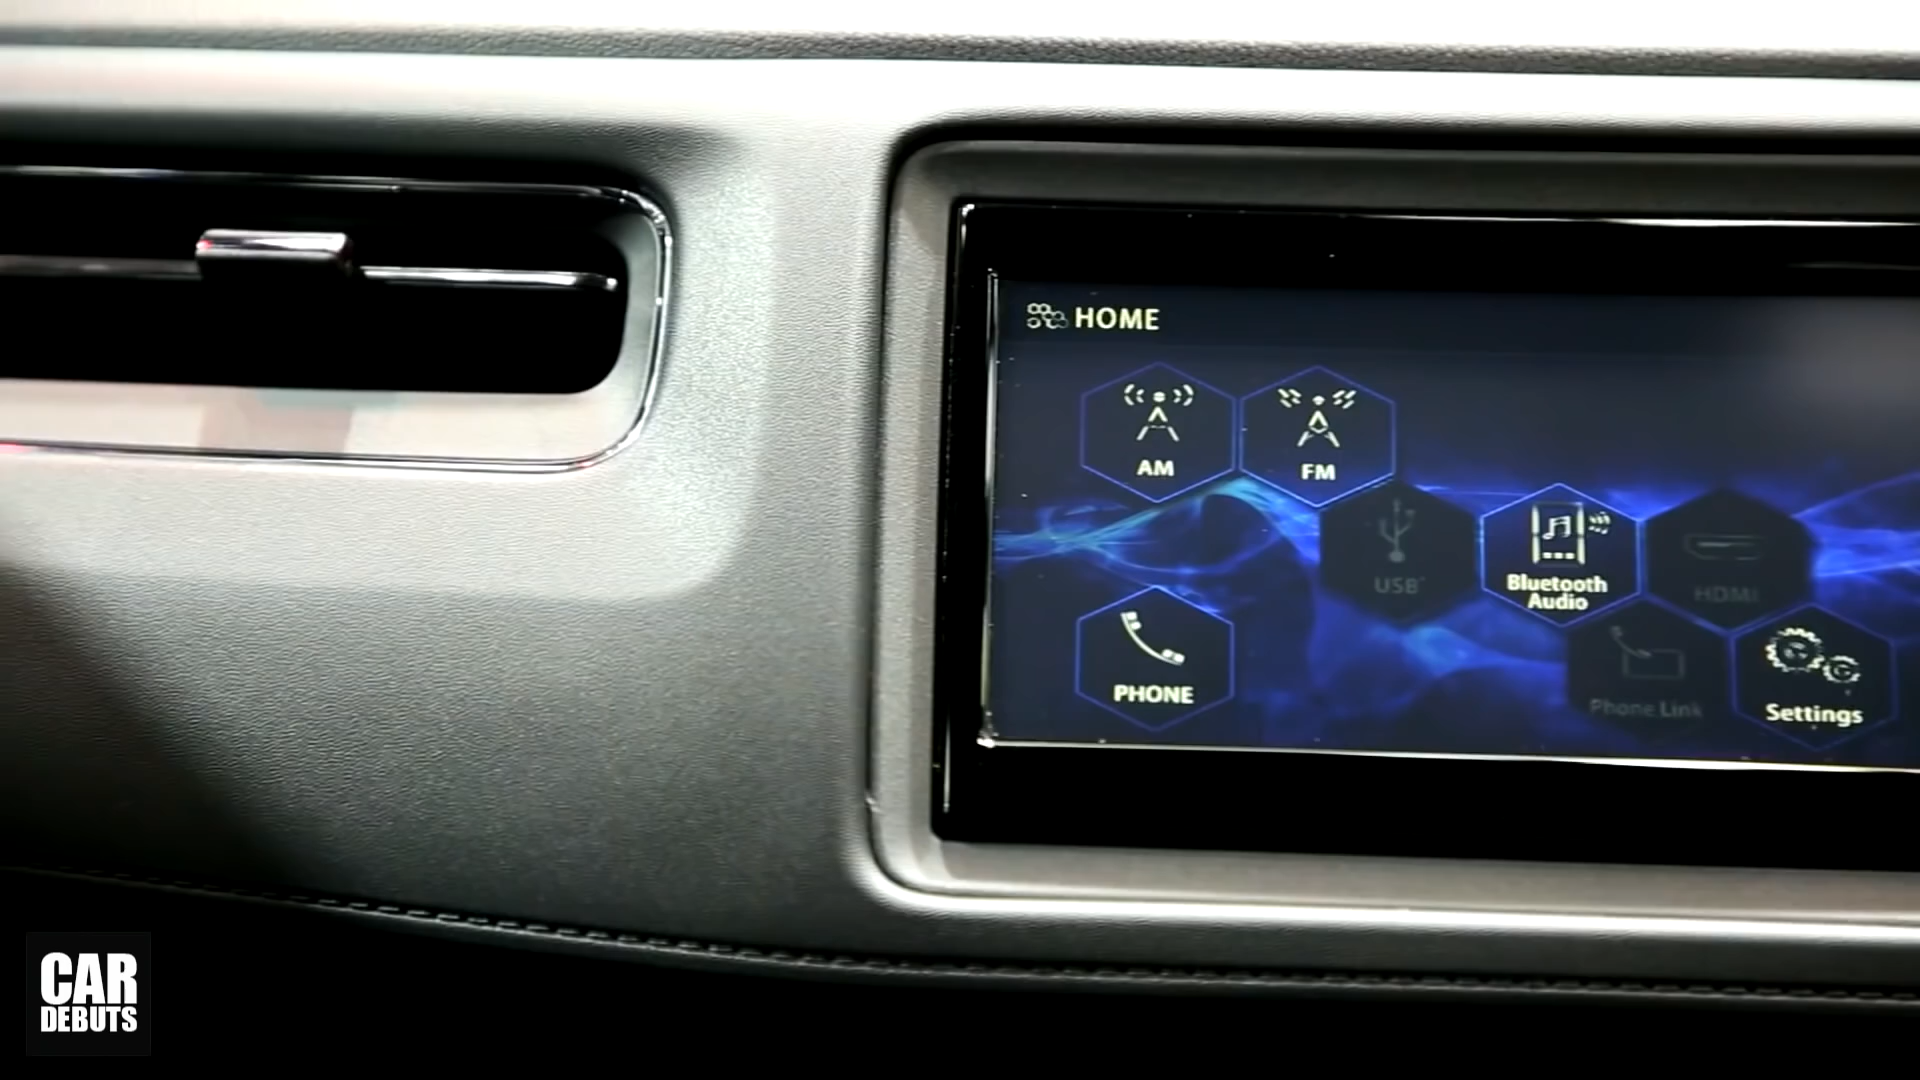 HOME
AM
FM
USB
Bluetooth
Audio
HDMI
PHONE
Phone Link
Settings
CAR
DEBUTS